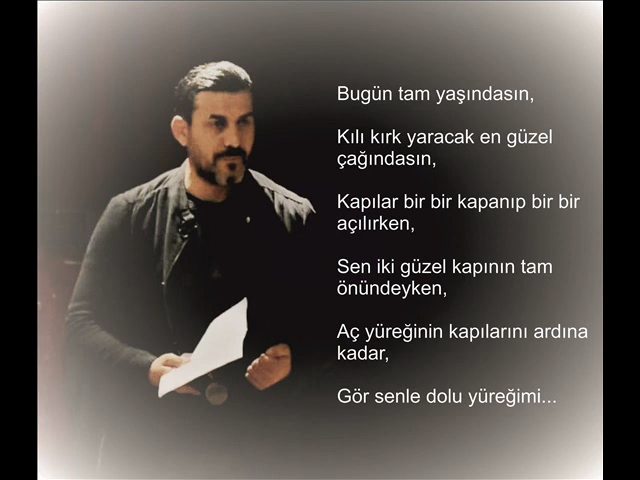 Bugün tam yaşındasın,
Kılı kırk yaracak en güzel
çağındasın,
Kapılar bir bir kapanıp bir bir
açılırken,
Sen iki güzel kapının tam
önündeyken,
Aç yüreğinin kapılarını ardına
kadar,
Gör senle dolu yüreğimi...